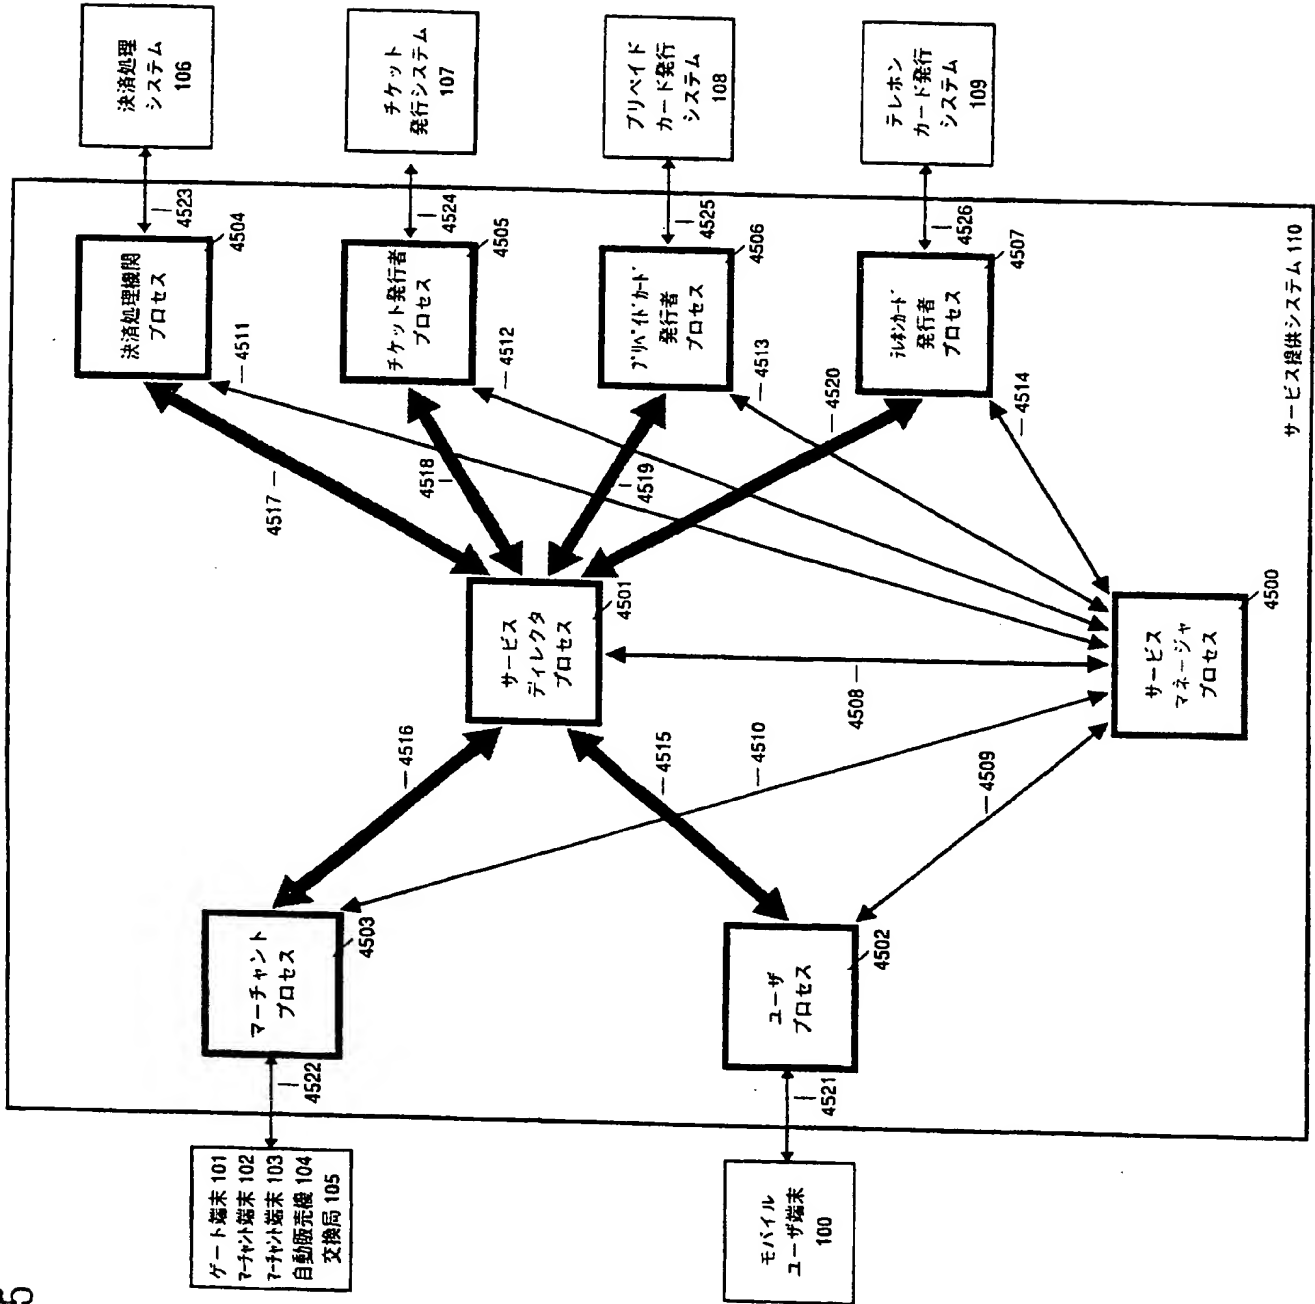 決済処理
システム
106
チケット
発行システム
107
プリペイド
カード発行
システム
108
テレホン
カード発行
システム
109
4523
4524
4525
4526
決済処理機関
プロセス
4504
チケット発行者
プロセス
4505
プリペイドカード
発行者
プロセス
4506
テレホンカード
発行者
プロセス
4507
4511
4512
4513
4520
4514
4517
4518
4519
サービス
ディレクタ
プロセス
4501
サービス
マネージャ
プロセス
4500
4508
4516
4515
4510
4509
マーチャント
プロセス
4503
ユーザ
プロセス
4502
4522
4521
ゲート端末 101
マーチャント端末 102
マーチャント端末 103
自動販売機 104
交換局 105
モバイル
ユーザ端末
100
サービス提供システム 110